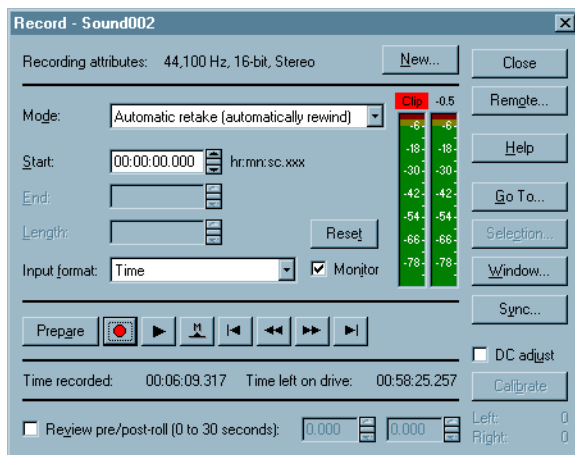 Record - Sound002
Recording attributes: 44,100 Hz, 16-bit, Stereo
New...
Close
Mode: Automatic retake (automatically rewind)
Clip -0.5
Remote...
Start: 00:00:00.000 hr:mn:sc.xxx
Help
End:
Length:
Reset
Input format: Time
Monitor
-6 -6
-18 -18
-30 -30
-42 -42
-54 -54
-66 -66
-78 -78
Go To...
Selection...
Window...
Sync...
Prepare
M
DC adjust
Time recorded: 00:06:09.317 Time left on drive: 00:58:25.257
Calibrate
Review pre/post-roll (0 to 30 seconds): 0.000 0.000
Left: 0
Right: 0